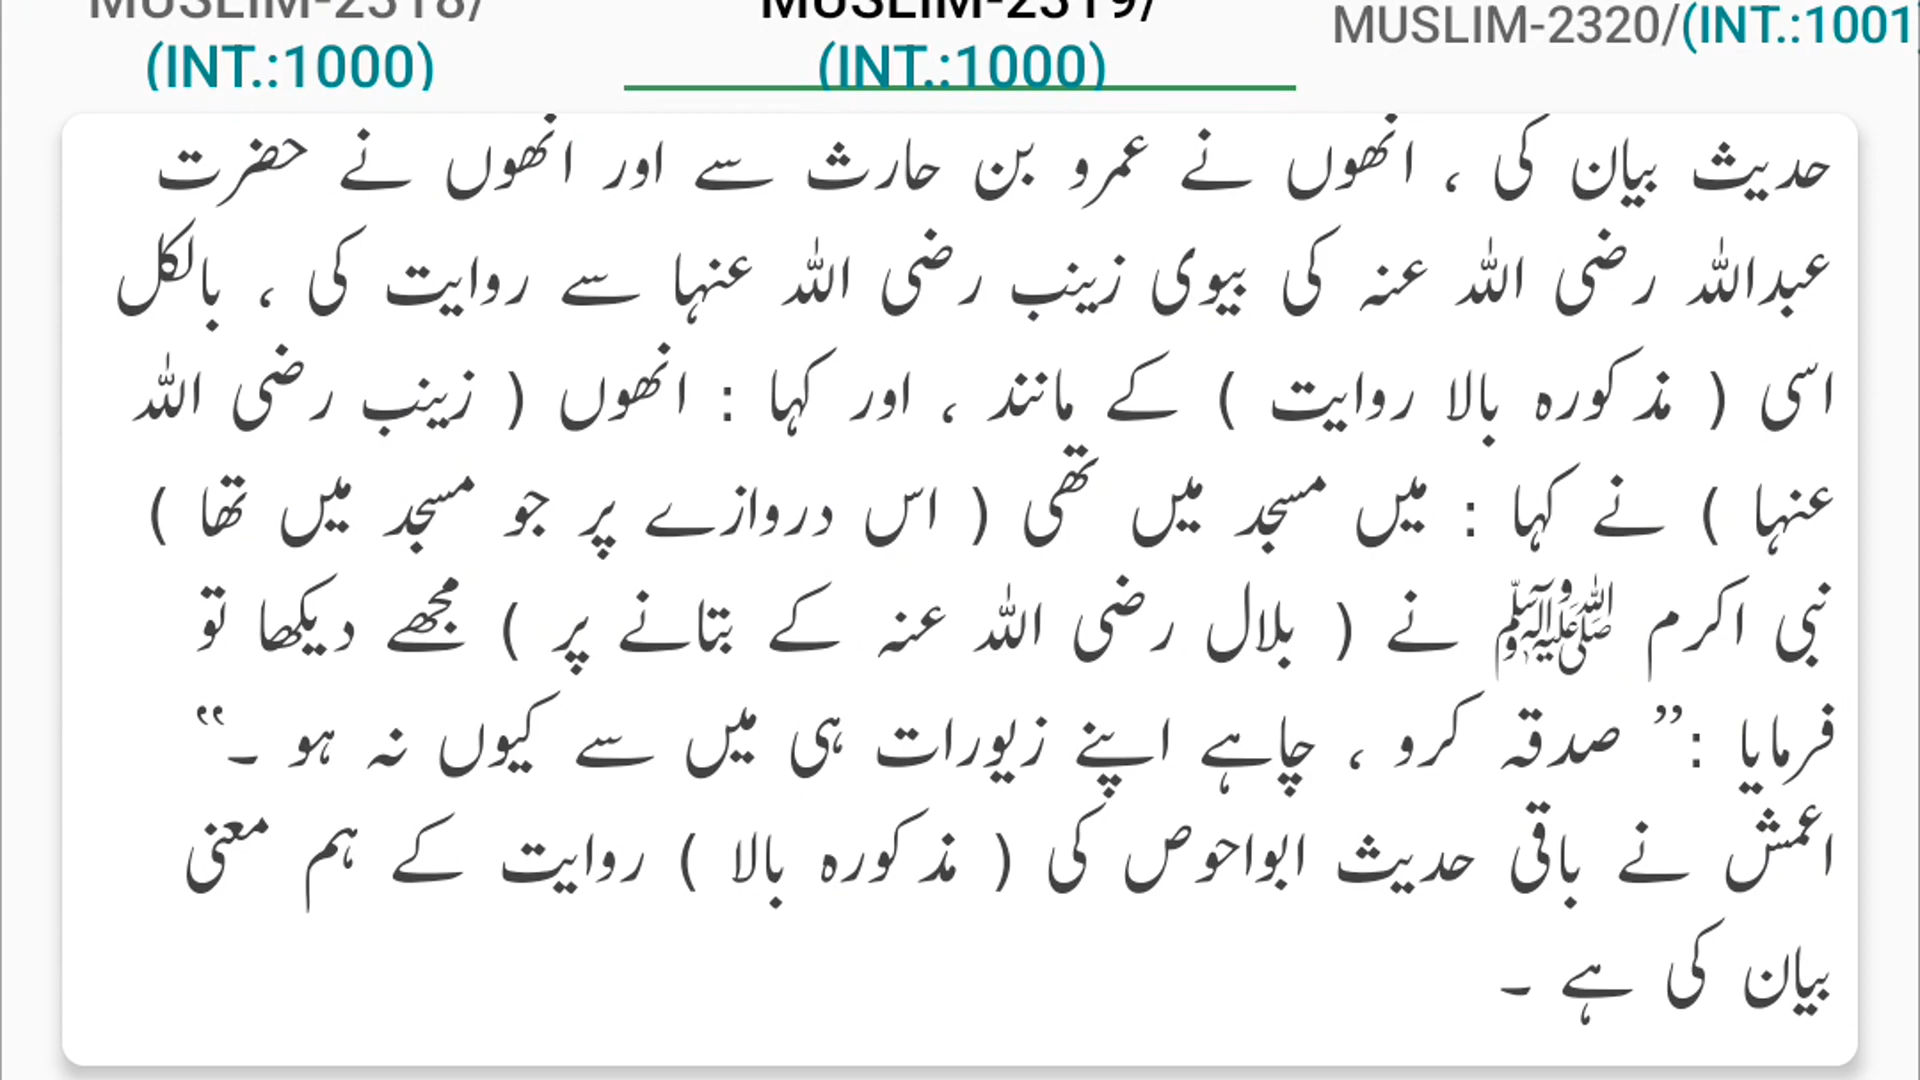 MUSLIM-2318/
(INT.:1000)
MUSLIM-2319/
(INT.:1000)
MUSLIM-2320/(INT.:1001)
حدیث بیان کی ، انھوں نے عمرو بن حارث سے اور انھوں نے حضرت
عبداللہ رضی اللہ عنہ کی بیوی زینب رضی اللہ عنہا سے روایت کی ، بالکل
اسی ( مذکورہ بالا روایت ) کے مانند ، اور کہا : انھوں ( زینب رضی اللہ
عنہا ) نے کہا : میں مسجد میں تھی ( اس دروازے پر جو مسجد میں تھا )
نبی اکرم ﷺ نے ( بلال رضی اللہ عنہ کے بتانے پر ) مجھے دیکھا تو
فرمایا :’’ صدقہ کرو ، چاہے اپنے زیورات ہی میں سے کیوں نہ ہو ۔‘‘
اعمش نے باقی حدیث ابواحوص کی ( مذکورہ بالا ) روایت کے ہم معنی
بیان کی ہے ۔